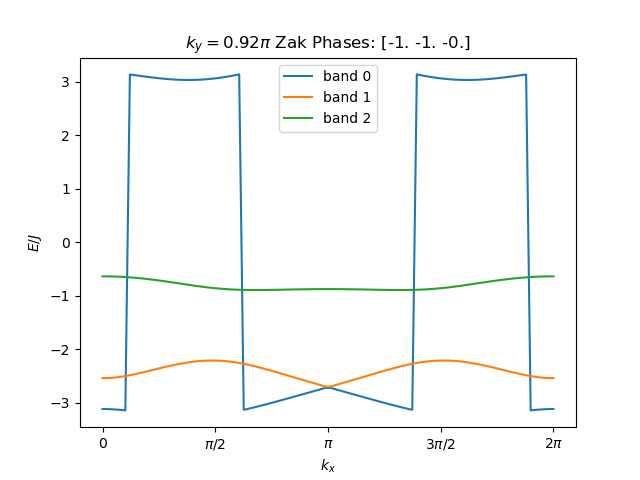 $k_y = 0.92\pi$ Zak Phases: [-1. -1. -0.]
band 0
band 1
band 2
E/J
3
2
1
0
−1
−2
−3
0
π/2
π
3π/2
2π
$k_x$